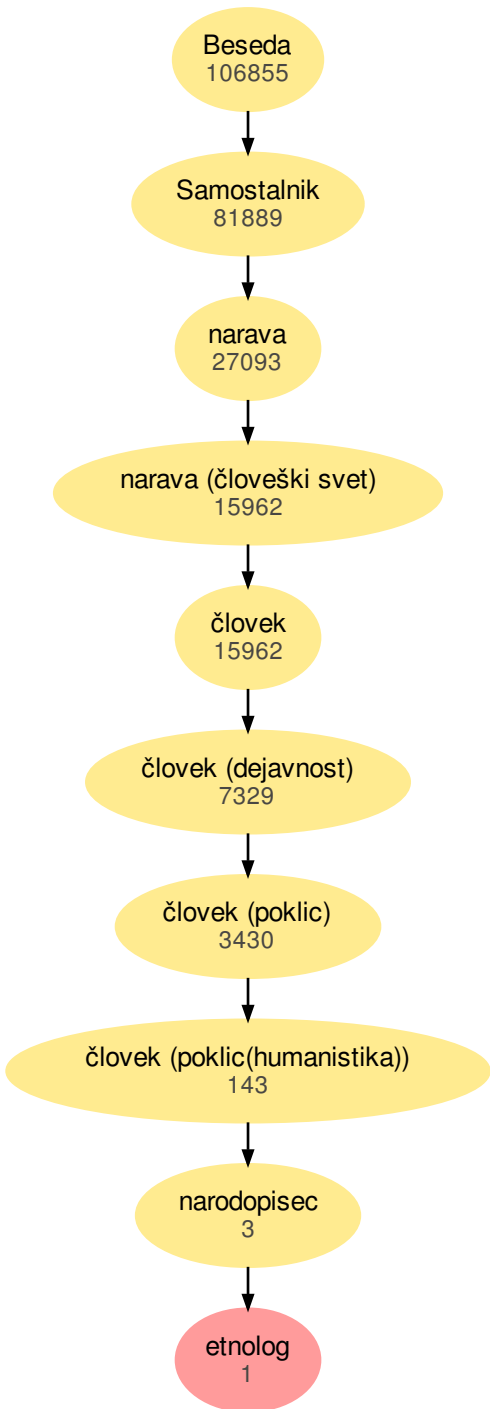 Beseda
106855
Samostalnik
81889
narava
27093
narava (človeški svet)
15962
človek
15962
človek (dejavnost)
7329
človek (poklic)
3430
človek (poklic(humanistika))
143
narodopisec
3
etnolog
1